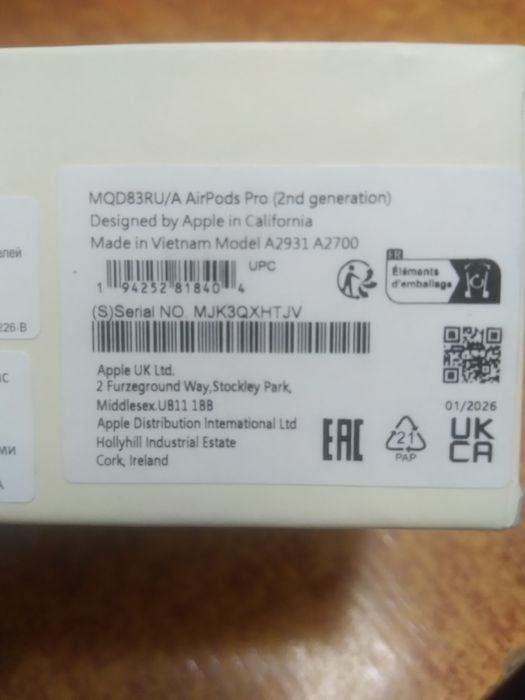 MQD83RU/A AirPods Pro (2nd generation)
Designed by Apple in California
Made in Vietnam Model A2931 A2700
UPC
1 94252 81840 4
FR
Éléments
d'emballage
(S)Serial NO. MJK3QXHTJV
Apple UK Ltd.
2 Furzeground Way,Stockley Park,
Middlesex.UB11 1BB
Apple Distribution International Ltd
Hollyhill Industrial Estate
Cork, Ireland
EAC
21
PAP
01/2026
UK
CA
226-B